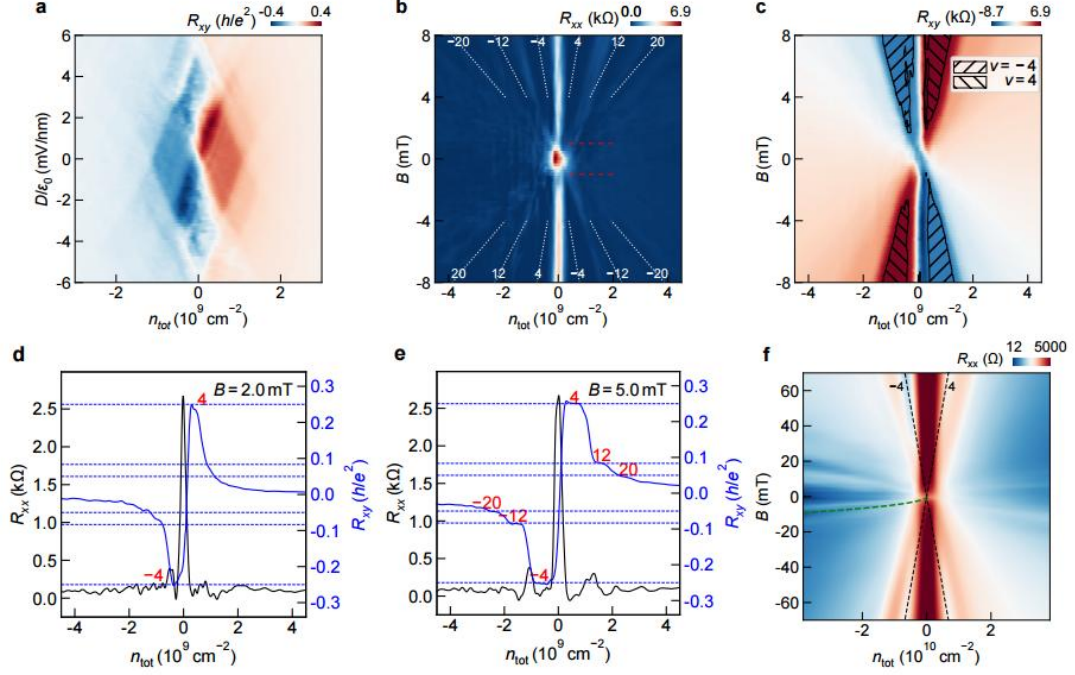 a
R_xy (h/e²) -0.4 0.4
6
4
2
0
-2
-4
-6
D/ε₀ (mV/nm)
-2 0 2
n_tot (10⁹ cm⁻²)
b
R_xx (kΩ) 0.0 6.9
8
4
0
-4
-8
B (mT)
−20 −12 −4 4 12 20
20 12 4 −4 −12 −20
-4 -2 0 2 4
n_tot (10⁹ cm⁻²)
c
R_xy (kΩ) -8.7 6.9
8
4
0
-4
-8
B (mT)
ν = −4
ν = 4
-4 -2 0 2 4
n_tot (10⁹ cm⁻²)
d
B = 2.0 mT
2.5
2.0
1.5
1.0
0.5
0.0
R_xx (kΩ)
4
−4
0.3
0.2
0.1
0.0
-0.1
-0.2
-0.3
R_xy (h/e²)
-4 -2 0 2 4
n_tot (10⁹ cm⁻²)
e
B = 5.0 mT
2.5
2.0
1.5
1.0
0.5
0.0
R_xx (kΩ)
4
12
20
−20
−12
−4
0.3
0.2
0.1
0.0
-0.1
-0.2
-0.3
R_xy (h/e²)
-4 -2 0 2 4
n_tot (10⁹ cm⁻²)
f
R_xx (Ω) 12 5000
60
40
20
0
-20
-40
-60
B (mT)
−4 4
-2 0 2
n_tot (10¹⁰ cm⁻²)